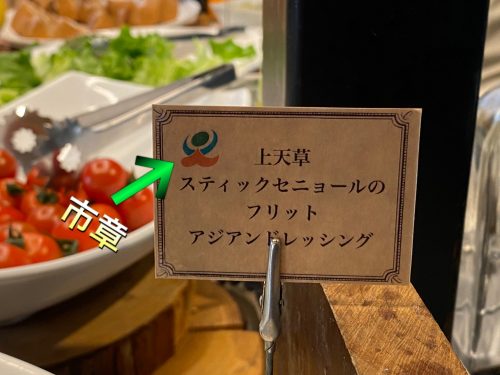 上天草
スティックセニョールの
フリット
アジアンドレッシング
市章